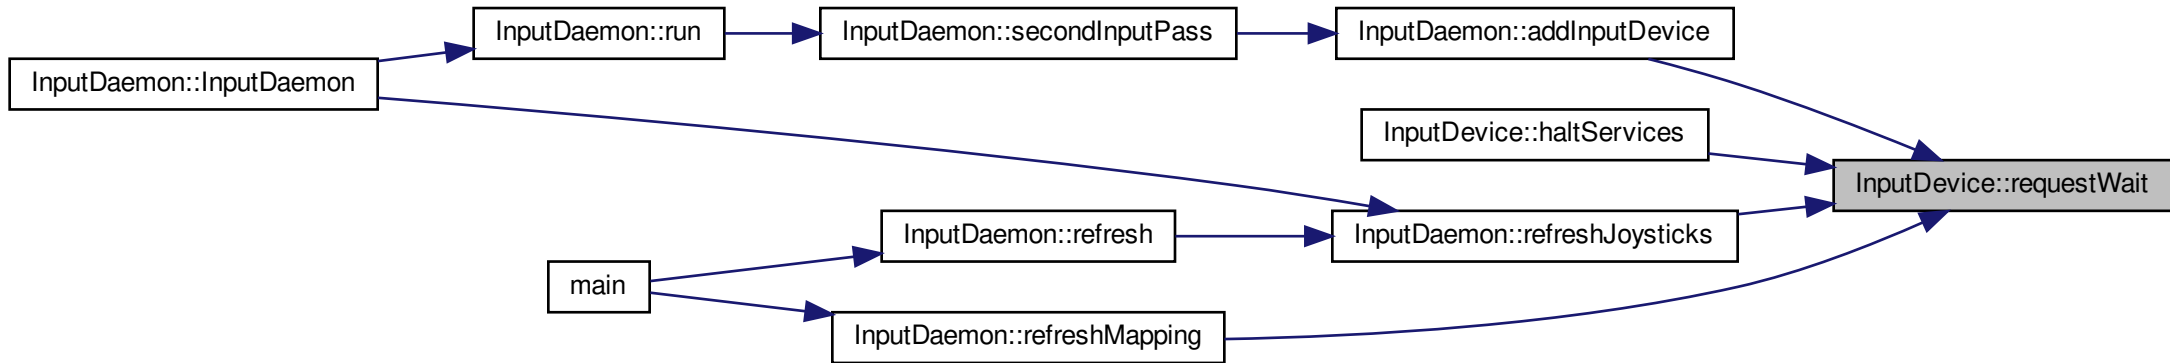 InputDaemon::run
InputDaemon::secondInputPass
InputDaemon::addInputDevice
InputDaemon::InputDaemon
InputDevice::haltServices
InputDevice::requestWait
InputDaemon::refresh
InputDaemon::refreshJoysticks
main
InputDaemon::refreshMapping